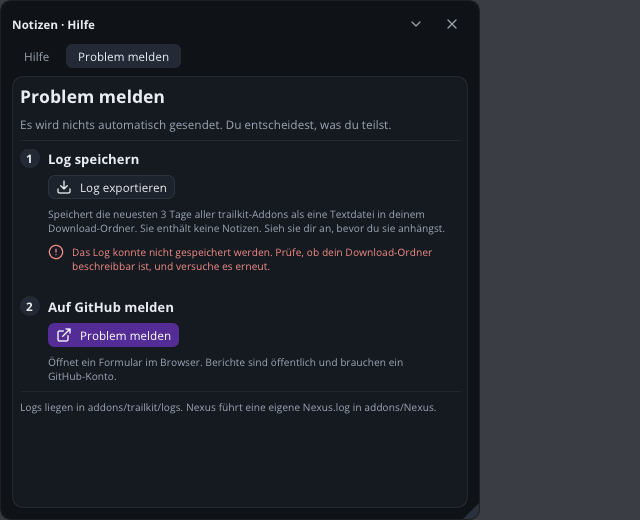 Notizen · Hilfe
Hilfe
Problem melden
Problem melden
Es wird nichts automatisch gesendet. Du entscheidest, was du teilst.
1
Log speichern
Log exportieren
Speichert die neuesten 3 Tage aller trailkit-Addons als eine Textdatei in deinem
Download-Ordner. Sie enthält keine Notizen. Sieh sie dir an, bevor du sie anhängst.
Das Log konnte nicht gespeichert werden. Prüfe, ob dein Download-Ordner
beschreibbar ist, und versuche es erneut.
2
Auf GitHub melden
Problem melden
Öffnet ein Formular im Browser. Berichte sind öffentlich und brauchen ein
GitHub-Konto.
Logs liegen in addons/trailkit/logs. Nexus führt eine eigene Nexus.log in addons/Nexus.